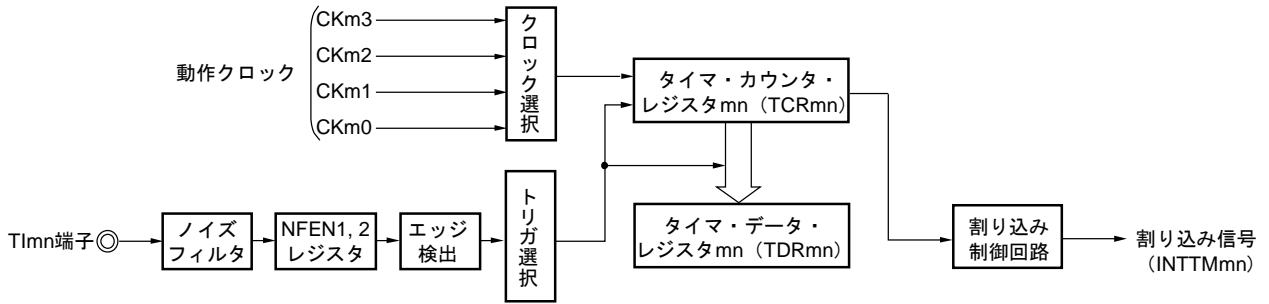 動作クロック
CKm3
CKm2
CKm1
CKm0
クロック選択
タイマ・カウンタ・
レジスタmn（TCRmn）
TImn端子
ノイズ
フィルタ
NFEN1, 2
レジスタ
エッジ
検出
トリガ選択
タイマ・データ・
レジスタmn（TDRmn）
割り込み
制御回路
割り込み信号
（INTTMmn）